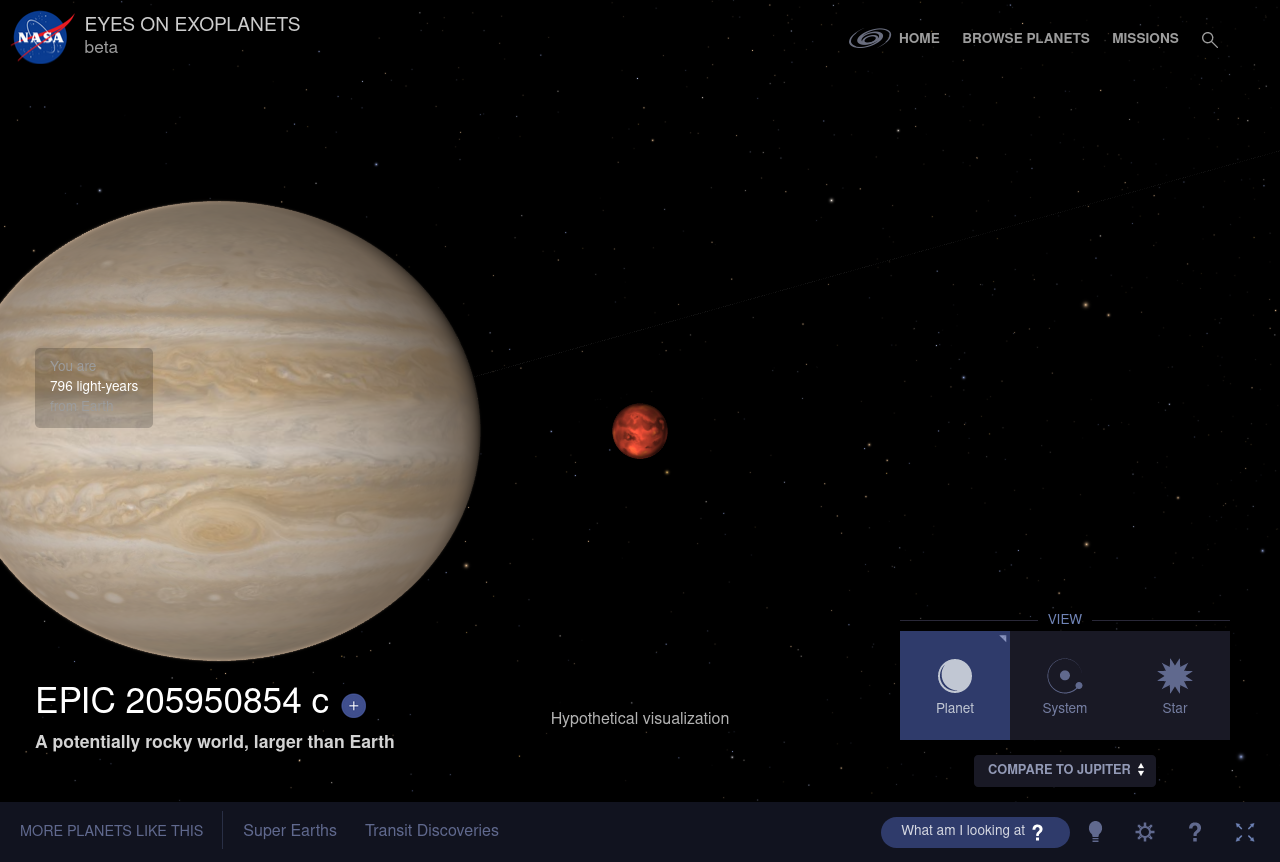 NASA
EYES ON EXOPLANETS
beta
HOME
BROWSE PLANETS
MISSIONS
You are
796 light-years
from Earth
EPIC 205950854 c +
A potentially rocky world, larger than Earth
Hypothetical visualization
VIEW
Planet
System
Star
COMPARE TO JUPITER
MORE PLANETS LIKE THIS
Super Earths
Transit Discoveries
What am I looking at ?
?